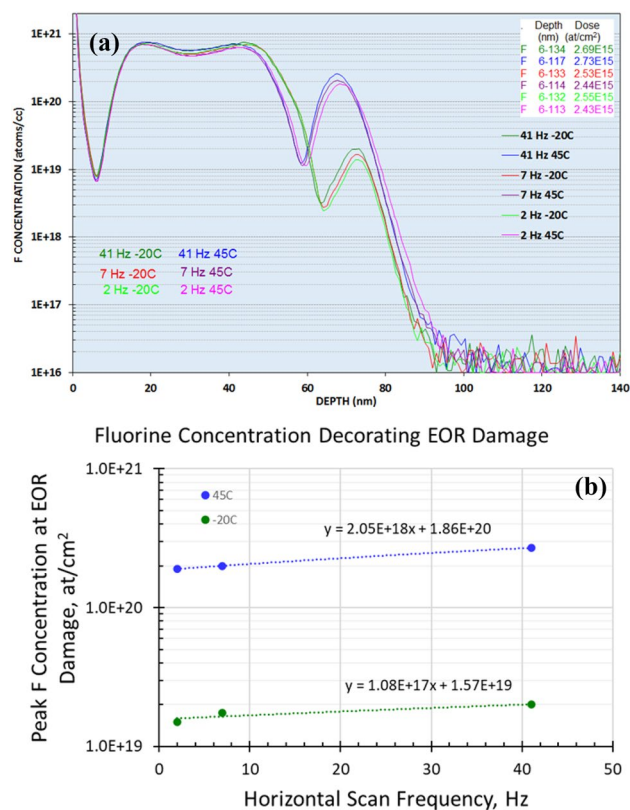 (a)
Depth Dose
(nm) (at/cm²)
F 6-134 2.69E15
F 6-117 2.73E15
F 6-133 2.53E15
F 6-114 2.44E15
F 6-132 2.55E15
F 6-113 2.43E15
41 Hz -20C
41 Hz 45C
7 Hz -20C
7 Hz 45C
2 Hz -20C
2 Hz 45C
41 Hz -20C 41 Hz 45C
7 Hz -20C 7 Hz 45C
2 Hz -20C 2 Hz 45C
F CONCENTRATION (atoms/cc)
1E+21
1E+20
1E+19
1E+18
1E+17
1E+16
0 20 40 60 80 100 120 140
DEPTH (nm)
Fluorine Concentration Decorating EOR Damage
(b)
45C
-20C
y = 2.05E+18x + 1.86E+20
y = 1.08E+17x + 1.57E+19
Peak F Concentration at EOR
Damage, at/cm²
1.0E+21
1.0E+20
1.0E+19
0 10 20 30 40 50
Horizontal Scan Frequency, Hz